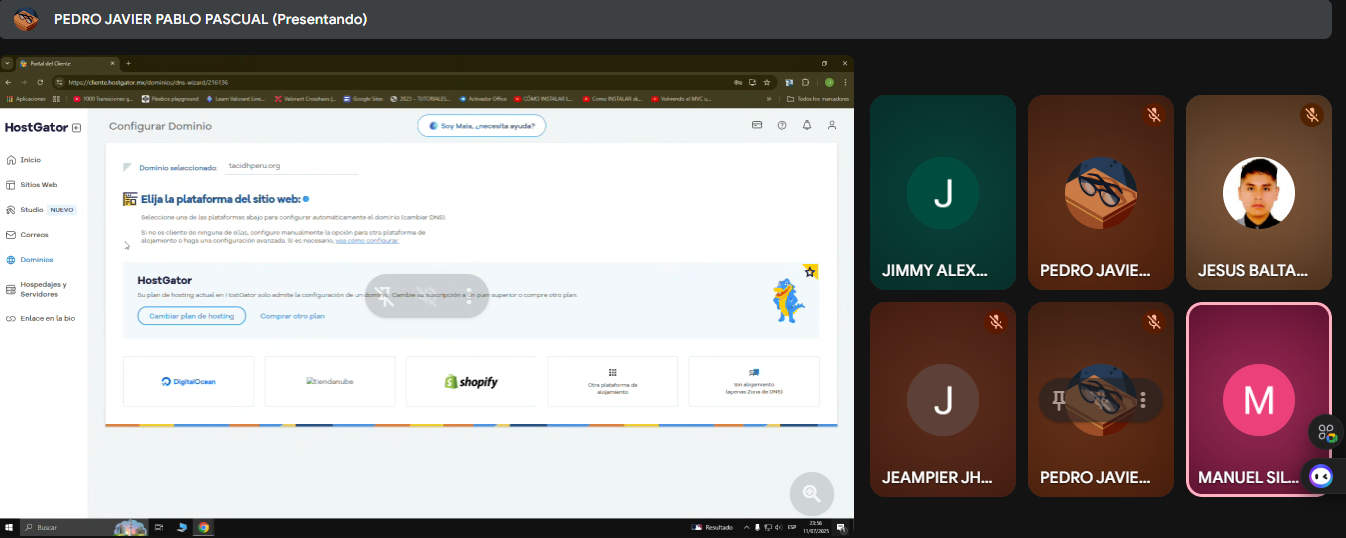 PEDRO JAVIER PABLO PASCUAL (Presentando)
Portal del Cliente
https://cliente.hostgator.mx/dominios/dns-wizard/216136
Aplicaciones
1000 Transiciones g...
Flexbox playground
Learn Valorant Line...
Valorant Crosshairs |...
Google Sites
2023 – TUTORIALES...
Activador Office
CÓMO INSTALAR L...
Como INSTALAR sk...
Volviendo al MVC u...
»
Todos los marcadores
HostGator
Configurar Dominio
Soy Maia, ¿necesita ayuda?
Inicio
Sitios Web
Studio NUEVO
Correos
Dominios
Hospedajes y
Servidores
Enlace en la bio
Dominio seleccionado: tacidhperu.org
Elija la plataforma del sitio web:
Seleccione una de las plataformas abajo para configurar automáticamente el dominio (cambiar DNS).
Si no es cliente de ninguna de ellas, configure manualmente la opción para otra plataforma de
alojamiento o haga una configuración avanzada. Si es necesario, vea cómo configurar.
HostGator
Su plan de hosting actual en HostGator solo admite la configuración de un dominio. Cambie su suscripción a un plan superior o compre otro plan.
Cambiar plan de hosting
Comprar otro plan
DigitalOcean
tiendanube
shopify
Otra plataforma de
alojamiento
Sin alojamiento
(apenas Zona de DNS)
Buscar
Resultado
ESP
23:56
11/07/2025
J
JIMMY ALEX...
PEDRO JAVIE...
JESUS BALTA...
J
JEAMPIER JH...
PEDRO JAVIE...
M
MANUEL SIL...